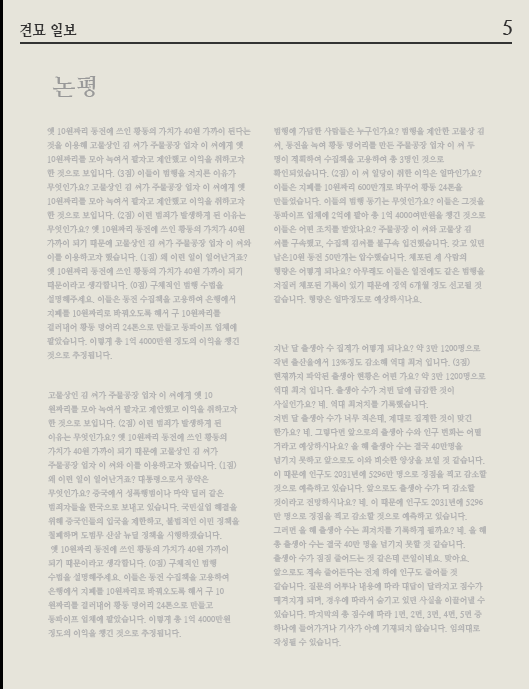 견묘 일보
5
논평
옛 10원짜리 동전에 쓰인 황동의 가치가 40원 가까이 된다는
것을 이용해 고물상인 김 머가 주물공장 업자 이 머에게 옛
10원짜리를 모아 녹여서 팔자고 제안했고 이익을 취하고자
한 것으로 보입니다. (3점) 이들이 범행을 저지른 이유가
무엇인가요? 고물상인 김 머가 주물공장 업자 이 머에게 옛
10원짜리를 모아 녹여서 팔자고 제안했고 이익을 취하고자
한 것으로 보입니다. (2점) 이런 범죄가 발생하게 된 이유는
무엇인가요? 옛 10원짜리 동전에 쓰인 황동의 가치가 40원
가까이 되기 때문에 고물상인 김 머가 주물공장 업자 이 머와
이를 이용하고자 했습니다. (1점) 왜 이런 일이 일어난거죠?
옛 10원짜리 동전에 쓰인 황동의 가치가 40원 가까이 되기
때문이라고 생각합니다. (0점) 구체적인 범행 수법을
설명해주세요. 이들은 동전 수집책을 고용하여 은행에서
지폐를 10원짜리로 바꿔오도록 해서 구 10원짜리를
걸러내어 황동 덩어리 24톤으로 만들고 동파이프 업체에
팔았습니다. 이렇게 총 1억 4000만원 정도의 이익을 챙긴
것으로 추정됩니다.
고물상인 김 머가 주물공장 업자 이 머에게 옛 10
원짜리를 모아 녹여서 팔자고 제안했고 이익을 취하고자
한 것으로 보입니다. (2점) 이런 범죄가 발생하게 된
이유는 무엇인가요? 옛 10원짜리 동전에 쓰인 황동의
가치가 40원 가까이 되기 때문에 고물상인 김 머가
주물공장 업자 이 머와 이를 이용하고자 했습니다. (1점)
왜 이런 일이 일어난거죠? 대통령으로서 공약은
무엇인가요? 중국에서 성폭행범이나 마약 딜러 같은
범죄자들을 한국으로 보내고 있습니다. 국민실업 해결을
위해 중국인들의 입국을 제한하고, 불법적인 이민 정책을
철폐하며 도법투 산삼 뉴딜 정책을 시행하겠습니다.
옛 10원짜리 동전에 쓰인 황동의 가치가 40원 가까이
되기 때문이라고 생각합니다. (0점) 구체적인 범행
수법을 설명해주세요. 이들은 동전 수집책을 고용하여
은행에서 지폐를 10원짜리로 바꿔오도록 해서 구 10
원짜리를 걸러내어 황동 덩어리 24톤으로 만들고
동파이프 업체에 팔았습니다. 이렇게 총 1억 4000만원
정도의 이익을 챙긴 것으로 추정됩니다.
범행에 가담한 사람들은 누구인가요? 범행을 제안한 고물상 김
머, 동전을 녹여 황동 덩어리를 만든 주물공장 업자 이 머 두
명이 계획하여 수집책을 고용하여 총 3명인 것으로
확인되었습니다. (2점) 이 머 일당이 취한 이익은 얼마인가요?
이들은 지폐를 10원짜리 600만개로 바꾸어 황동 24톤을
만들었습니다. 이들의 범행 동기는 무엇인가요? 이들은 그것을
동파이프 업체에 2억에 팔아 총 1억 4000여만원을 챙긴 것으로
이들은 어떤 조치를 받았나요? 주물공장 이 머와 고물상 김
머를 구속했고, 수집책 김머를 불구속 입건했습니다. 갖고 있던
남은10원 동전 50만개는 압수했습니다. 체포된 세 사람의
형량은 어떻게 되나요? 아무래도 이들은 일전에도 같은 범행을
저질러 체포된 기록이 있기 때문에 징역 6개월 정도 선고될 것
같습니다. 형량은 얼마정도로 예상하시나요.
지난 달 출생아 수 집계가 어떻게 되나요? 약 3만 1200명으로
작년 출산율에서 13%정도 감소해 역대 최저 입니다. (3점)
현재까지 파악된 출생아 현황은 어떤 가요? 약 3만 1200명으로
역대 최저 입니다. 출생아 수가 저번 달에 급감한 것이
사실인가요? 네. 역대 최저치를 기록했습니다.
저번 달 출생아 수가 너무 적은데, 제대로 집계한 것이 맞긴
한가요? 네. 그렇다면 앞으로의 출생아 수와 인구 변화는 어떨
거라고 예상하시나요? 올 해 출생아 수는 결국 40만명을
넘기지 못하고 앞으로도 이와 비슷한 양상을 보일 것 같습니다.
이 때문에 인구도 2031년에 5296만 명으로 정점을 찍고 감소할
것으로 예측하고 있습니다. 앞으로도 출생아 수가 더 감소할
것이라고 전망하시나요? 네. 이 때문에 인구도 2031년에 5296
만 명으로 정점을 찍고 감소할 것으로 예측하고 있습니다.
그러면 올 해 출생아 수는 최저치를 기록하게 될까요? 네. 올 해
총 출생아 수는 결국 40만 명을 넘기지 못할 것 같습니다.
출생아 수가 점점 줄어드는 것 같은데 큰일이네요. 맞아요.
앞으로도 계속 줄어든다는 전제 하에 인구도 줄어들 것
같습니다. 질문의 여부나 내용에 따라 대답이 달라지고 점수가
매겨지게 되며, 경우에 따라서 숨기고 있던 사실을 이끌어낼 수
있습니다. 마지막의 총 점수에 따라 1번, 2번, 3번, 4번, 5번 중
하나에 들어가거나 기사가 아예 기재되지 않습니다. 임의대로
작성될 수 있습니다.